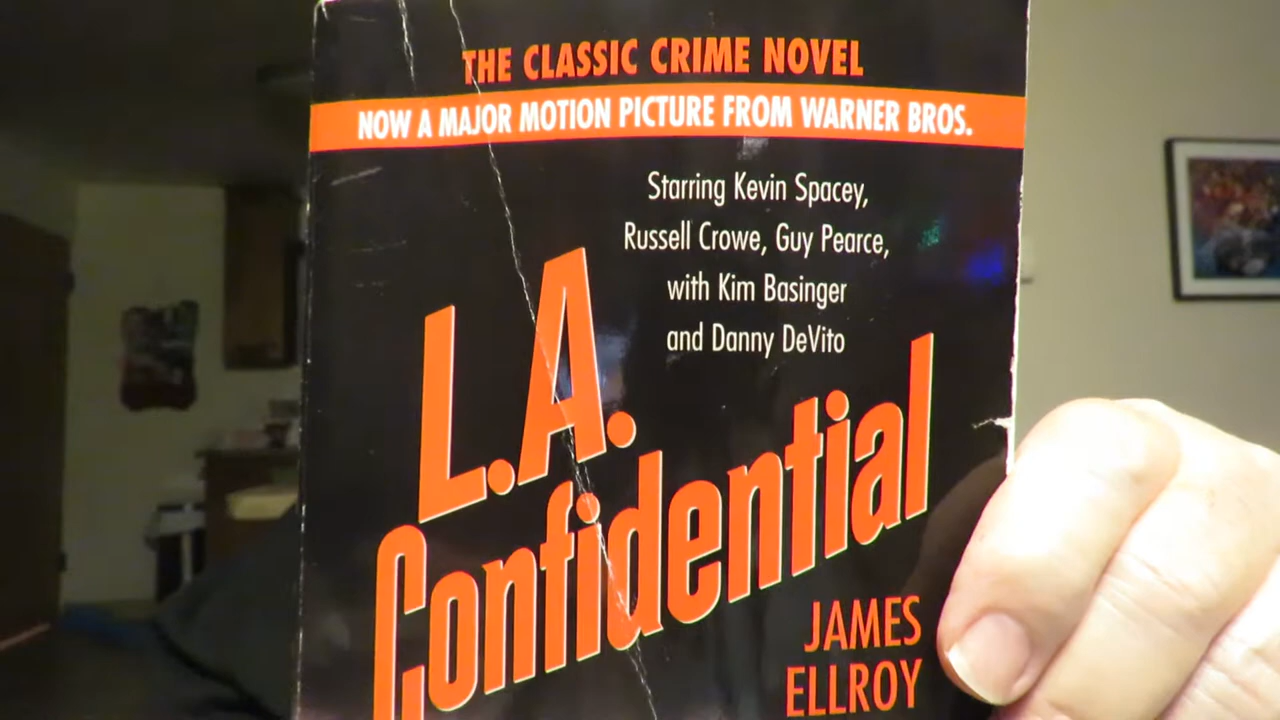 THE CLASSIC CRIME NOVEL
NOW A MAJOR MOTION PICTURE FROM WARNER BROS.
Starring Kevin Spacey,
Russell Crowe, Guy Pearce,
with Kim Basinger
and Danny DeVito
L.A.
Confidential
JAMES
ELLROY